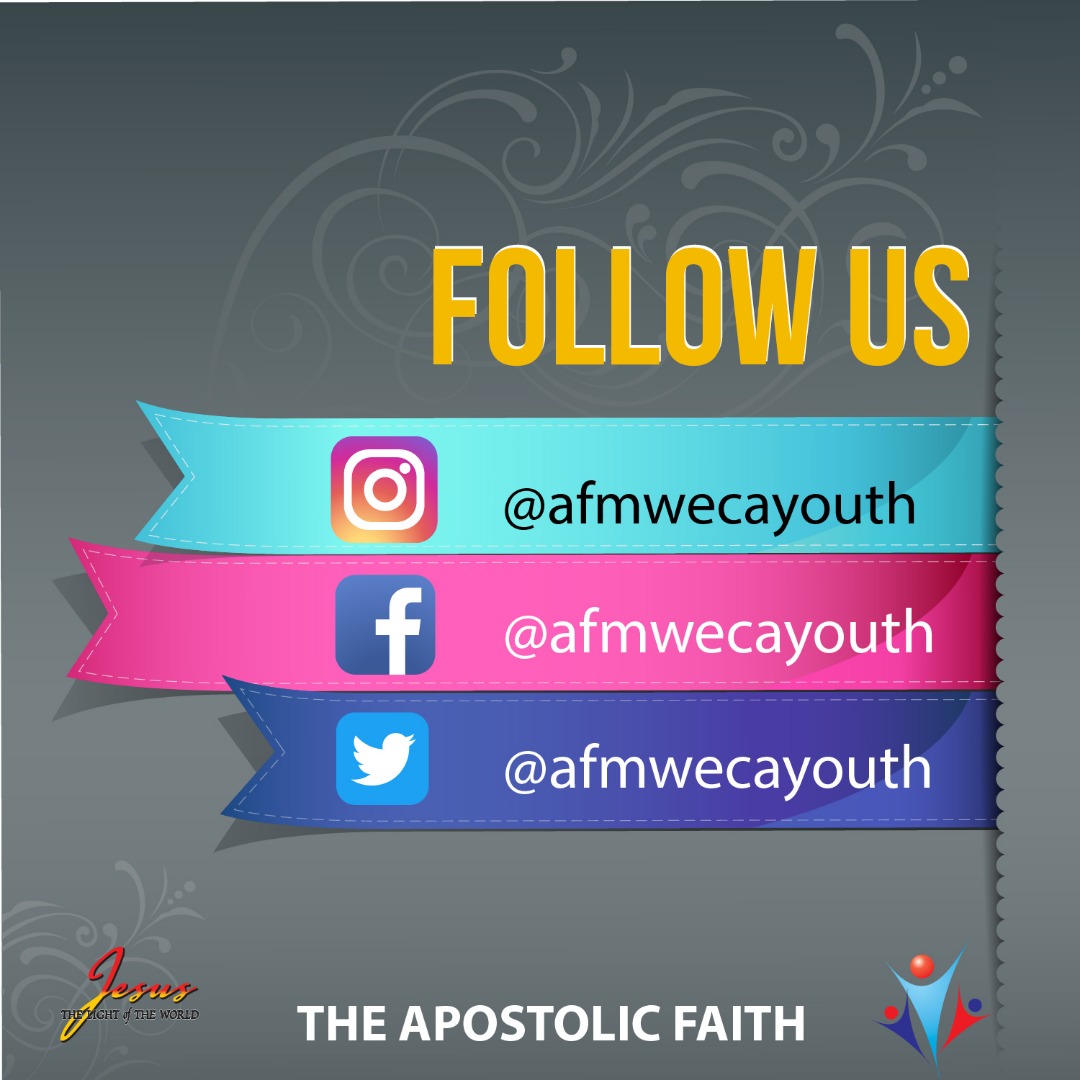 FOLLOW US
@afmwecayouth
@afmwecayouth
@afmwecayouth
Jesus
THE LIGHT of THE WORLD
THE APOSTOLIC FAITH